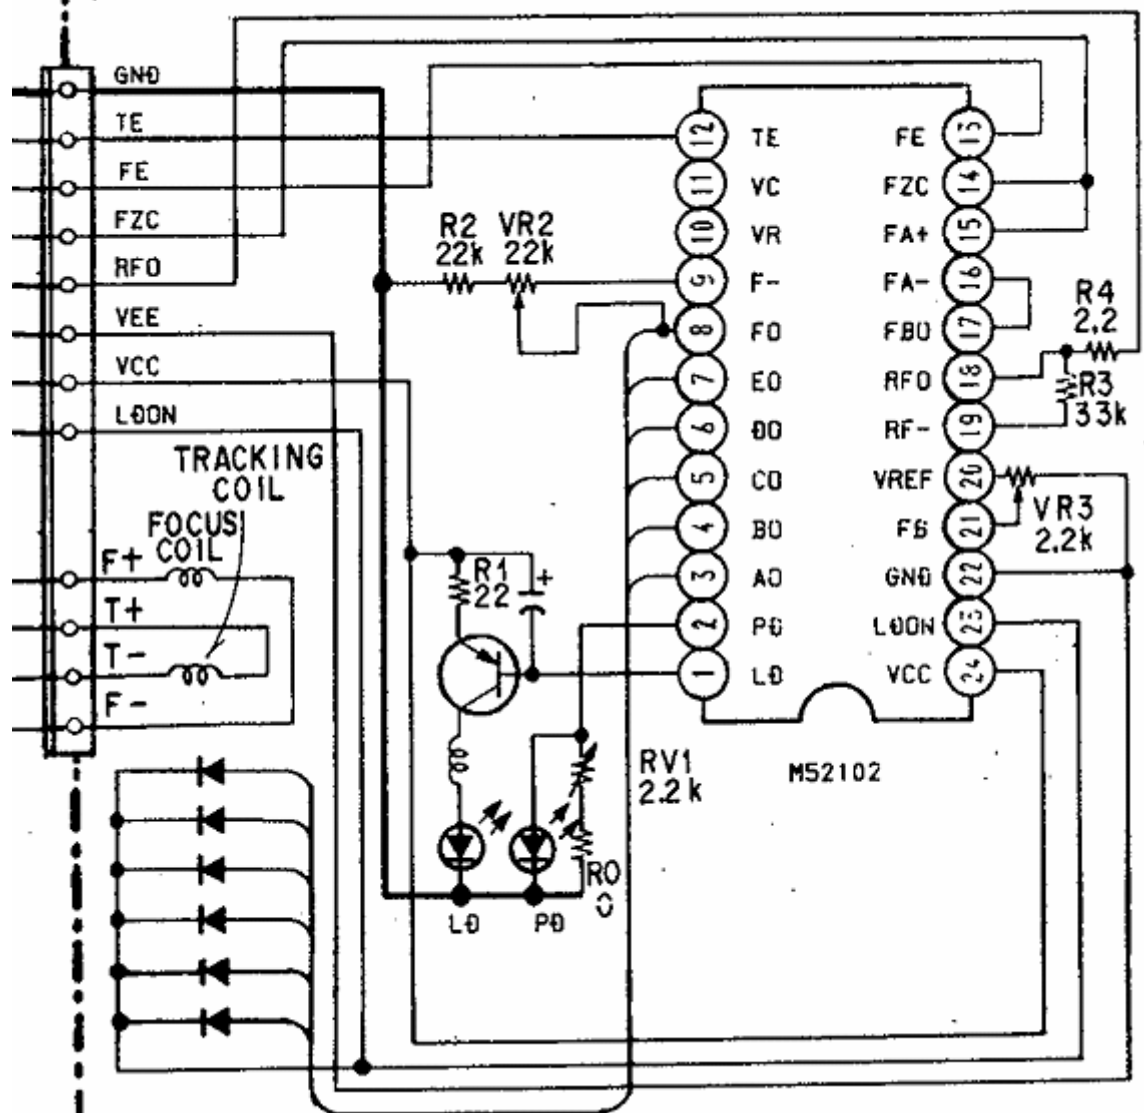 GND
TE
FE
FZC
RFO
VEE
VCC
LDON
TRACKING
COIL
FOCUS
COIL
F+
T+
T-
F-
R2 VR2
22k 22k
R1
22
+
12 TE
11 VC
10 VR
9 F-
8 FO
7 EO
6 DO
5 CO
4 BO
3 AO
2 PD
1 LD
FE 13
FZC 14
FA+ 15
FA- 16
FBO 17
RFO 18
RF- 19
VREF 20
FB 21
GND 22
LDON 23
VCC 24
R4
2.2
R3
33k
VR3
2.2k
M52102
RV1
2.2k
RO
0
LD PD